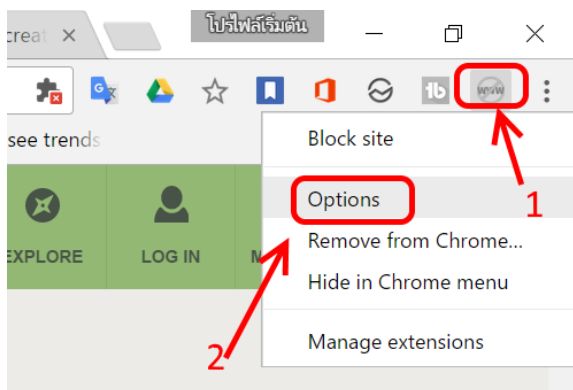 creat
โปรไฟล์เริ่มต้น
WWW
see trends
Block site
Options
1
EXPLORE
LOG IN
M
Remove from Chrome...
Hide in Chrome menu
2
Manage extensions